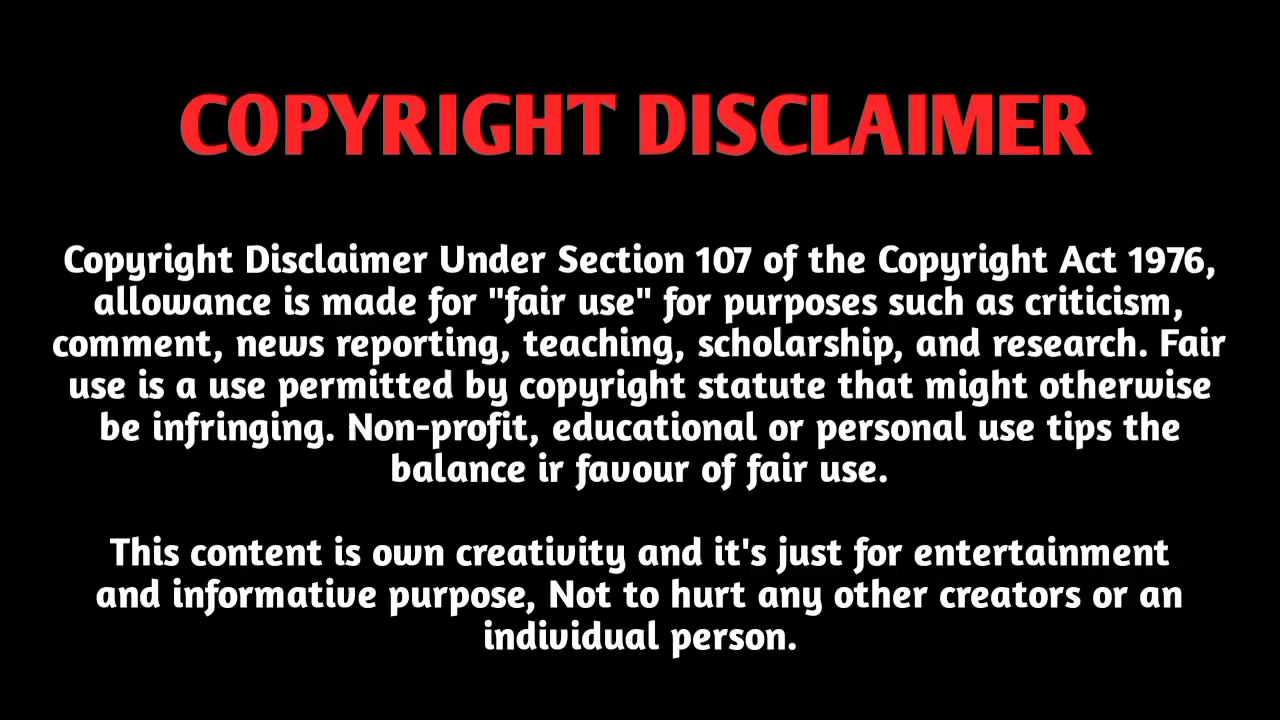 COPYRIGHT DISCLAIMER
Copyright Disclaimer Under Section 107 of the Copyright Act 1976,
allowance is made for "fair use" for purposes such as criticism,
comment, news reporting, teaching, scholarship, and research. Fair
use is a use permitted by copyright statute that might otherwise
be infringing. Non-profit, educational or personal use tips the
balance ir favour of fair use.
This content is own creativity and it's just for entertainment
and informative purpose, Not to hurt any other creators or an
individual person.